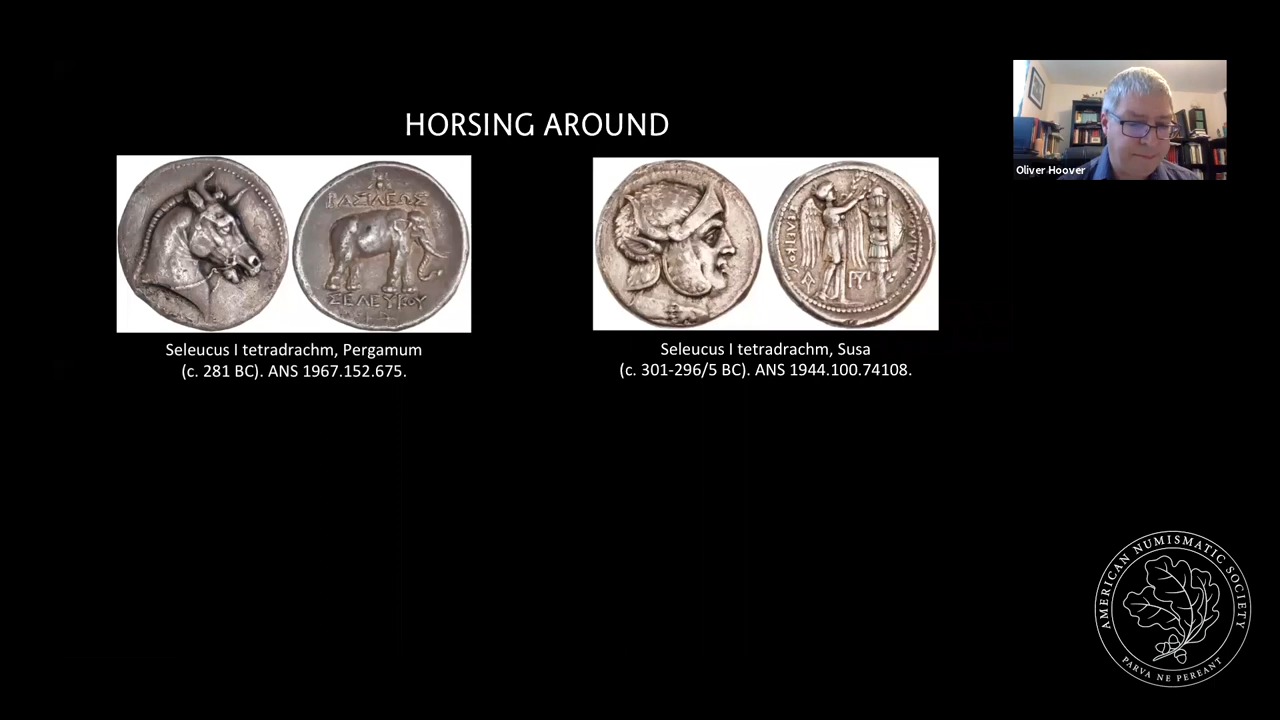 HORSING AROUND
Oliver Hoover
ΒΑΣΙΛΕΩΣ
ΣΕΛΕΥΚΟΥ
Seleucus I tetradrachm, Pergamum
(c. 281 BC). ANS 1967.152.675.
Seleucus I tetradrachm, Susa
(c. 301-296/5 BC). ANS 1944.100.74108.
AMERICAN NUMISMATIC SOCIETY
PARVA NE PEREANT